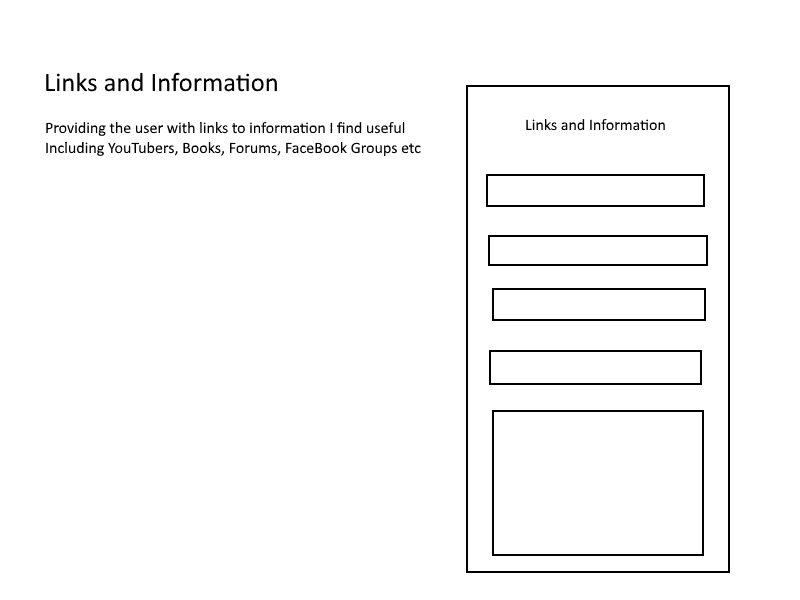 Links and Information
Providing the user with links to information I find useful
Including YouTubers, Books, Forums, FaceBook Groups etc
Links and Information